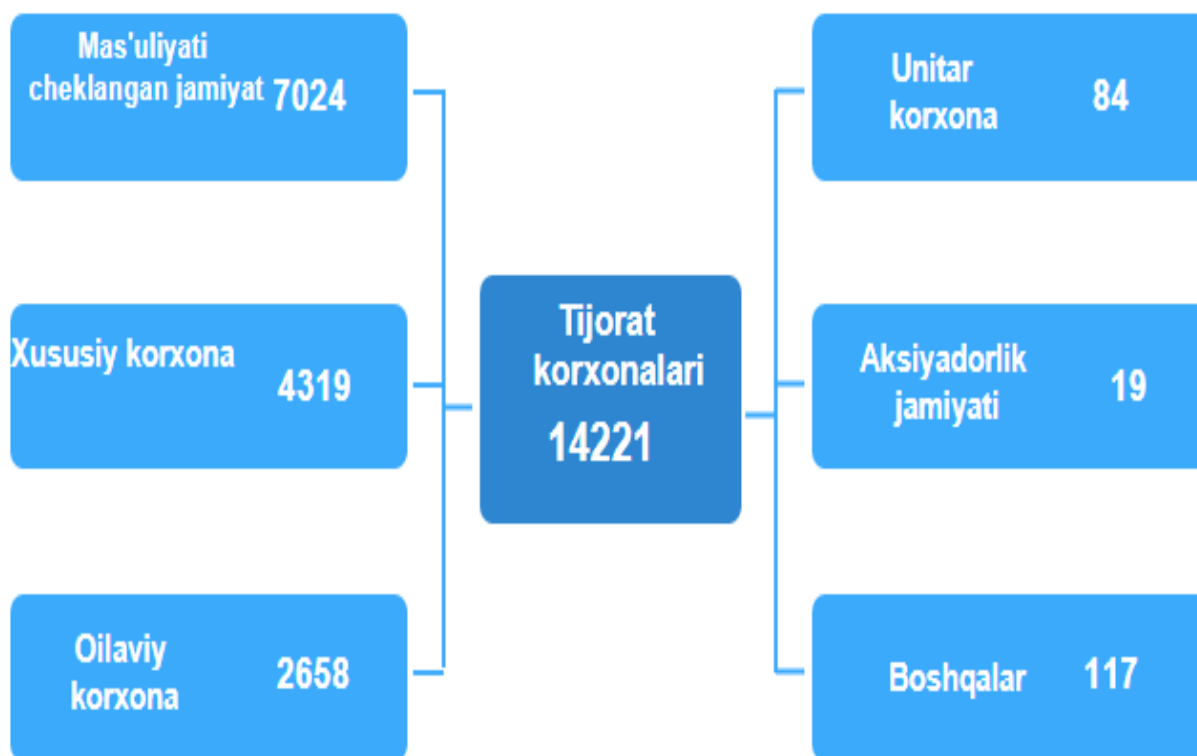 Mas'uliyati
cheklangan jamiyat 7024
Xususiy korxona
4319
Oilaviy
korxona
2658
Tijorat
korxonalari
14221
Unitar
korxona
84
Aksiyadorlik
jamiyati
19
Boshqalar 117